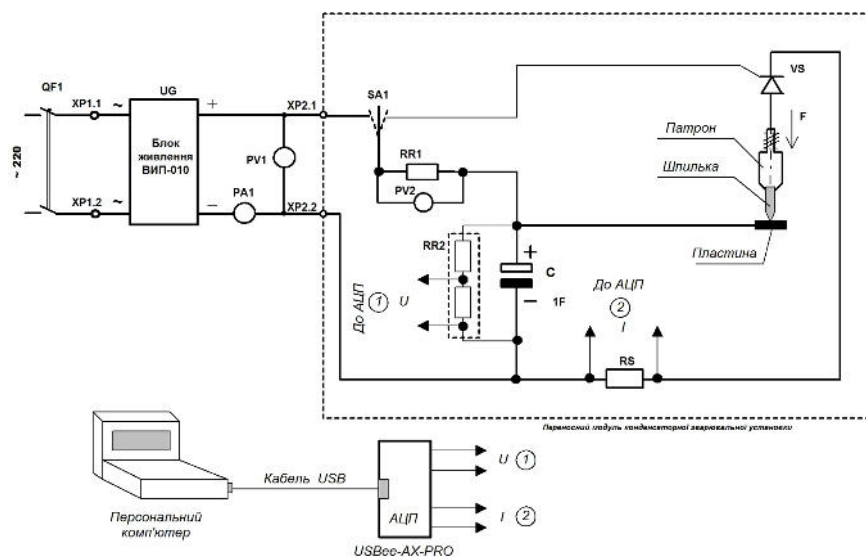 QF1
XP1.1
~
UG
+
XP2.1
SA1
VS
F
~ 220
Блок
живлення
ВИП-010
PV1
RR1
PV2
Патрон
Шпилька
XP1.2
~
−
PA1
XP2.2
RR2
+
C
−
1F
Пластина
До АЦП
1
U
До АЦП
2
I
RS
Переносний модуль конденсаторної зварювальної установки
Кабель USB
АЦП
U 1
I 2
Персональний
комп'ютер
USBee-AX-PRO